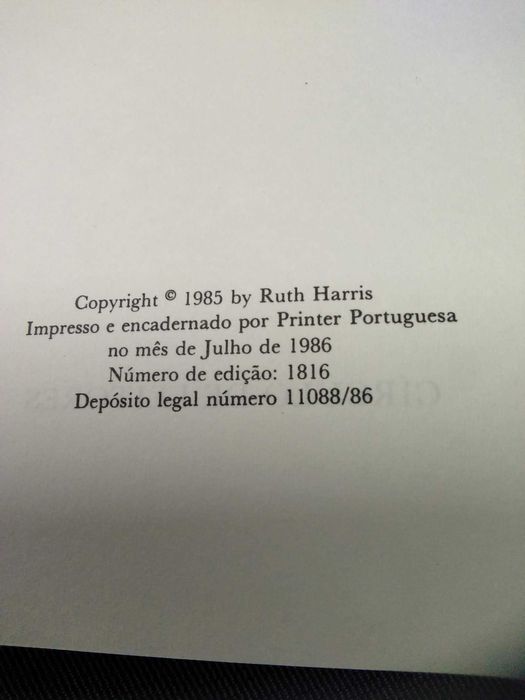 Copyright © 1985 by Ruth Harris
Impresso e encadernado por Printer Portuguesa
no mês de Julho de 1986
Número de edição: 1816
Depósito legal número 11088/86